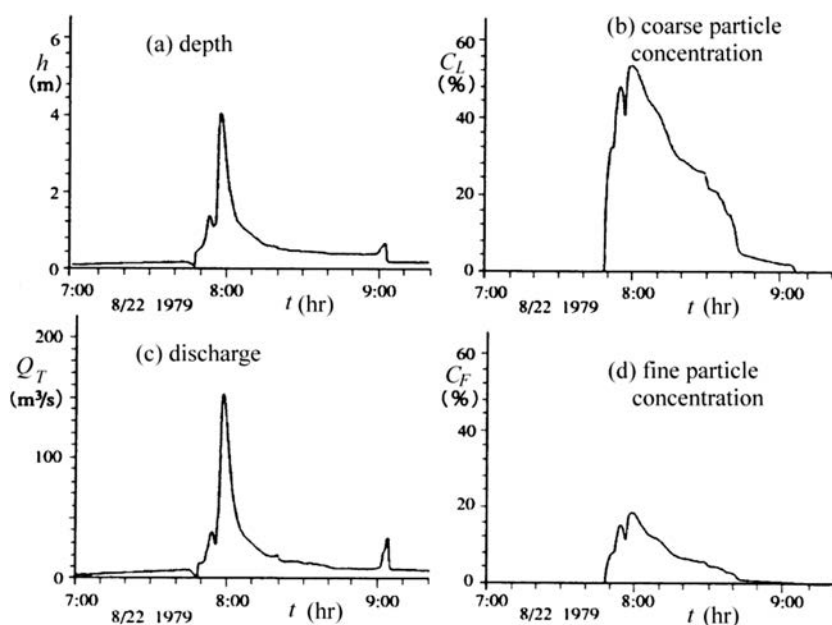 (a) depth
h
(m)
6
4
2
0
7:00 8:00 9:00
8/22 1979 t (hr)
(b) coarse particle
concentration
C_L
(%)
60
40
20
0
7:00 8:00 9:00
8/22 1979 t (hr)
(c) discharge
Q_T
(m³/s)
200
100
0
7:00 8:00 9:00
8/22 1979 t (hr)
(d) fine particle
concentration
C_F
(%)
60
40
20
0
7:00 8:00 9:00
8/22 1979 t (hr)